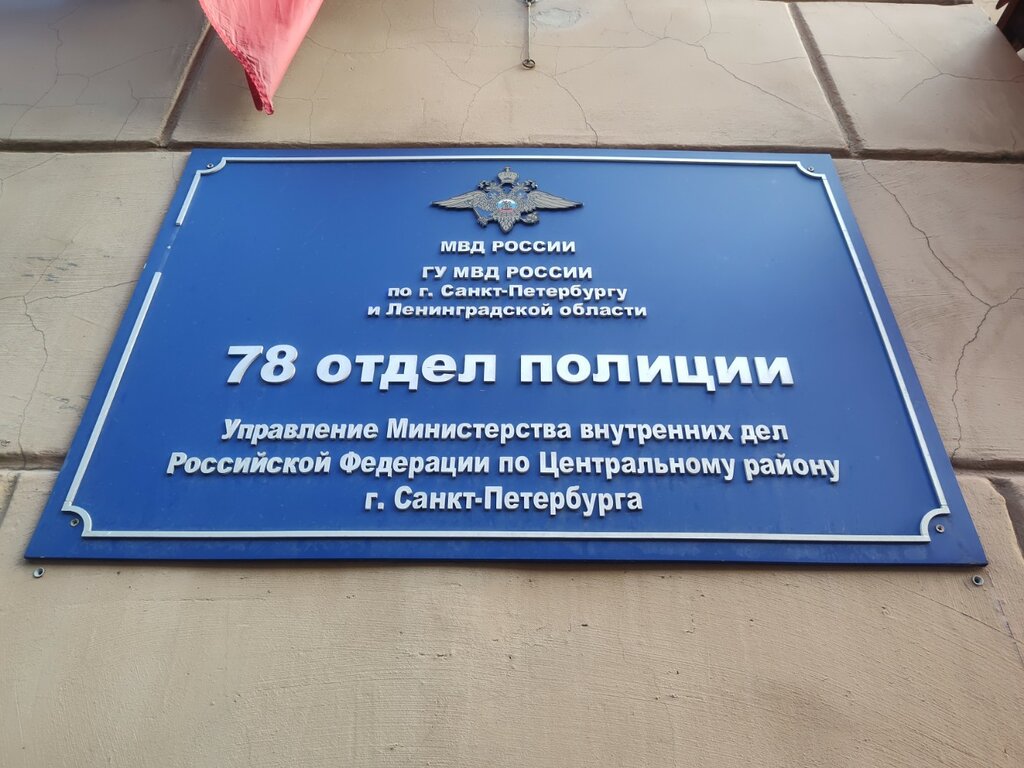 МВД РОССИИ
ГУ МВД РОССИИ
по г. Санкт-Петербургу
и Ленинградской области
78 отдел полиции
Управление Министерства внутренних дел
Российской Федерации по Центральному району
г. Санкт-Петербурга